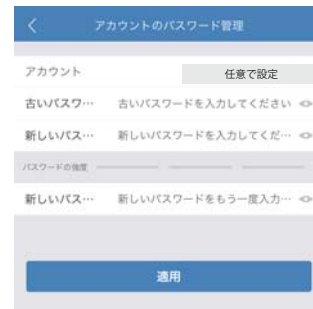 アカウントのパスワード管理
アカウント 任意で設定
古いパスワ… 古いパスワードを入力してください
新しいパス… 新しいパスワードを入力してくだ…
パスワードの強度
新しいパス… 新しいパスワードをもう一度入力…
適用